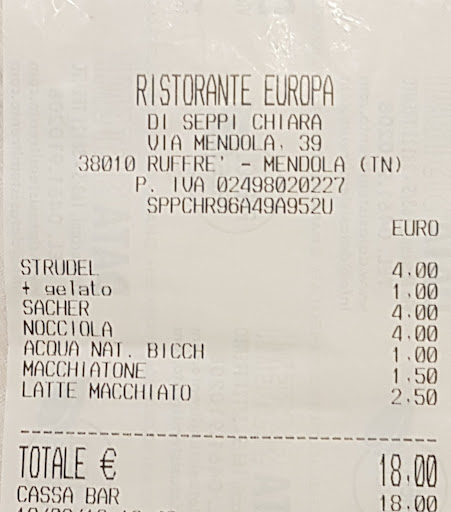 RISTORANTE EUROPA
DI SEPPI CHIARA
VIA MENDOLA, 39
38010 RUFFRE' - MENDOLA (TN)
P. IVA 02498020227
SPPCHR96A49A952U
EURO
STRUDEL 4,00
+ gelato 1,00
SACHER 4,00
NOCCIOLA 4,00
ACQUA NAT. BICCH 1,00
MACCHIATONE 1,50
LATTE MACCHIATO 2,50
TOTALE € 18,00
CASSA BAR 18,00